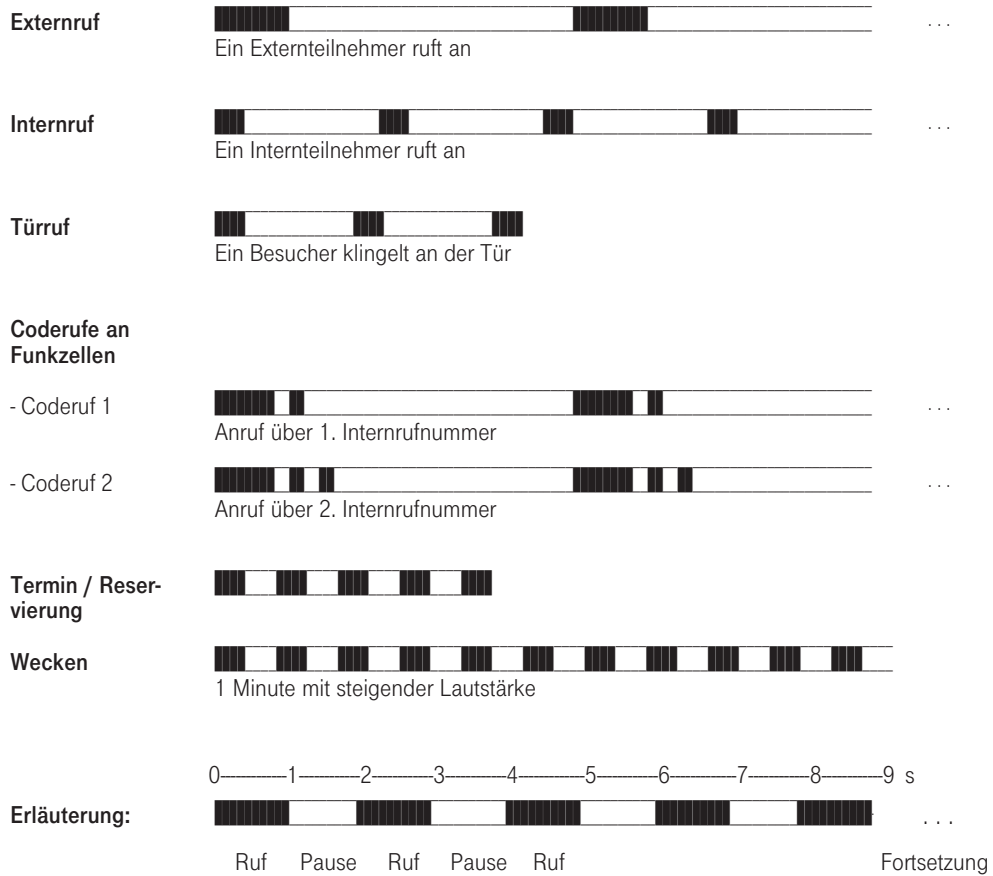 Externruf
. . .
Ein Externteilnehmer ruft an
Internruf
. . .
Ein Internteilnehmer ruft an
Türruf
Ein Besucher klingelt an der Tür
Coderufe an
Funkzellen
- Coderuf 1
. . .
Anruf über 1. Internrufnummer
- Coderuf 2
. . .
Anruf über 2. Internrufnummer
Termin / Reser-
vierung
Wecken
1 Minute mit steigender Lautstärke
0 1 2 3 4 5 6 7 8 9 s
Erläuterung:
. . .
Ruf Pause Ruf Pause Ruf Fortsetzung